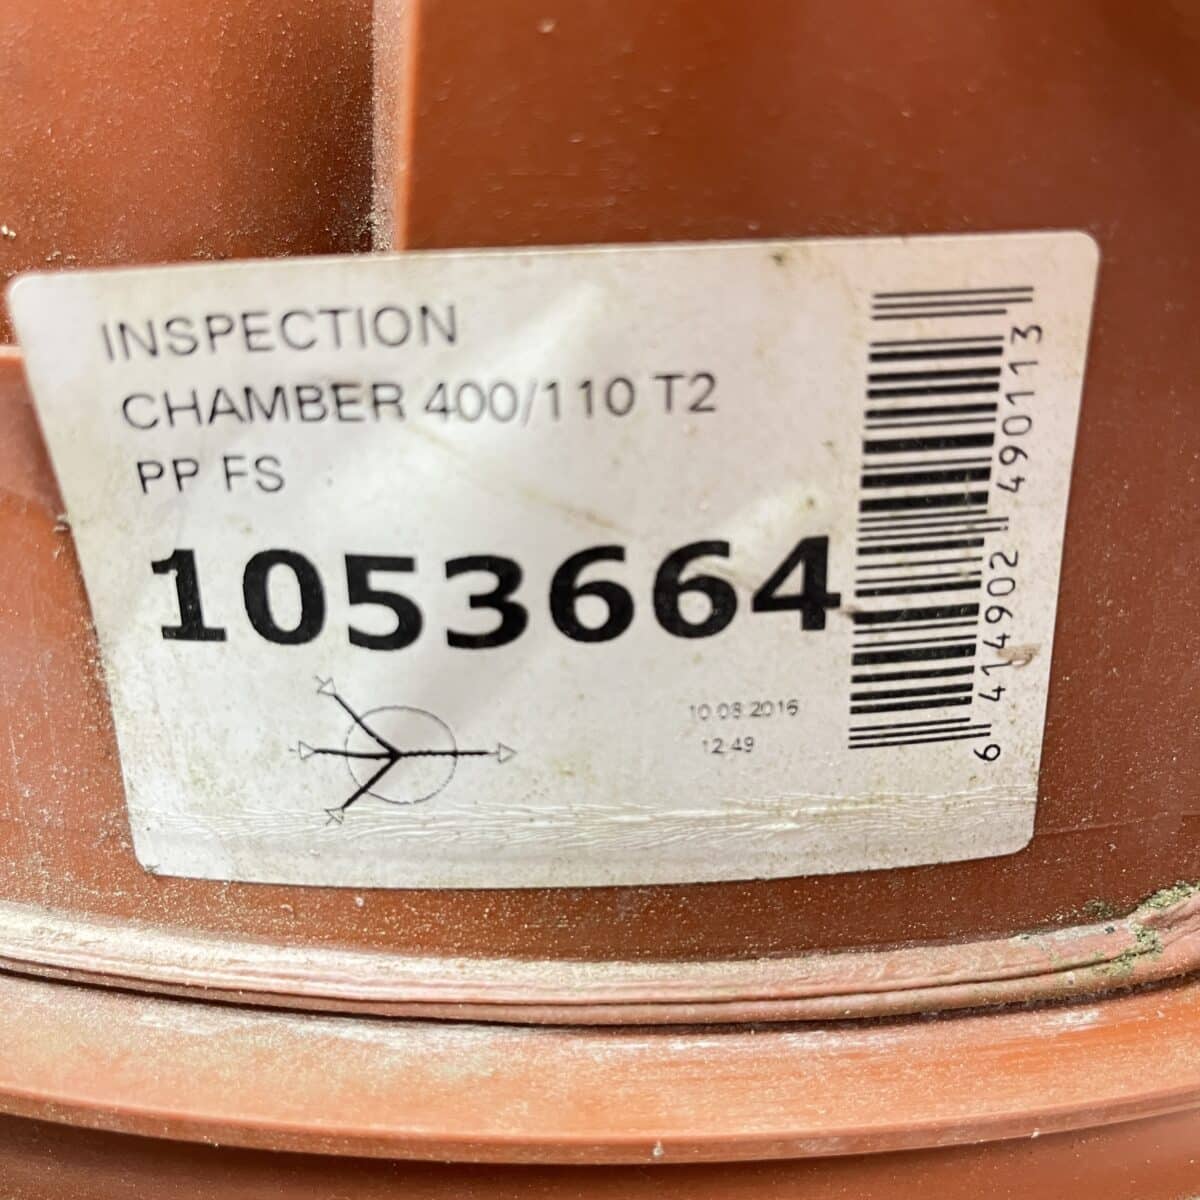 INSPECTION
CHAMBER 400/110 T2
PP FS
1053664
10 08 2016
12 49
6 414902 490113